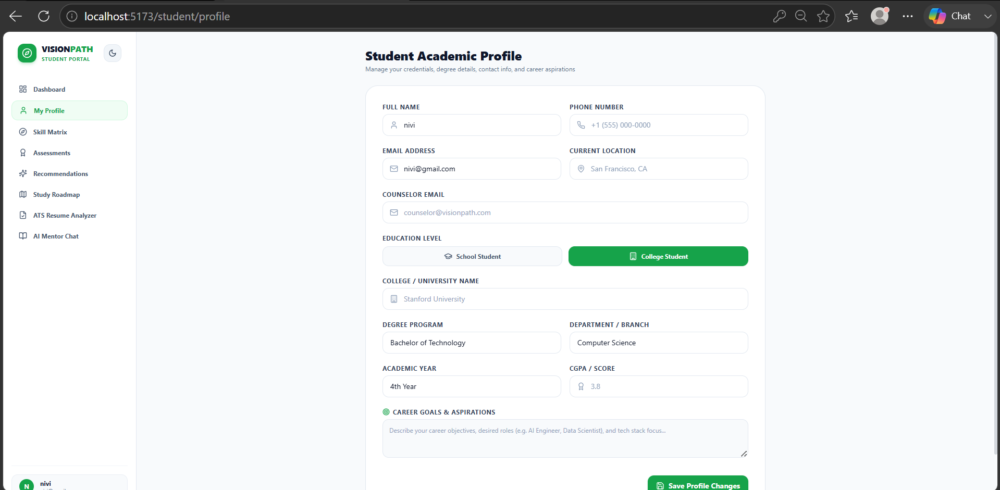 localhost:5173/student/profile
Chat
VISIONPATH
STUDENT PORTAL
Dashboard
My Profile
Skill Matrix
Assessments
Recommendations
Study Roadmap
ATS Resume Analyzer
AI Mentor Chat
N
nivi
Student Academic Profile
Manage your credentials, degree details, contact info, and career aspirations
FULL NAME
nivi
PHONE NUMBER
+1 (555) 000-0000
EMAIL ADDRESS
nivi@gmail.com
CURRENT LOCATION
San Francisco, CA
COUNSELOR EMAIL
counselor@visionpath.com
EDUCATION LEVEL
School Student
College Student
COLLEGE / UNIVERSITY NAME
Stanford University
DEGREE PROGRAM
Bachelor of Technology
DEPARTMENT / BRANCH
Computer Science
ACADEMIC YEAR
4th Year
CGPA / SCORE
3.8
CAREER GOALS & ASPIRATIONS
Describe your career objectives, desired roles (e.g. AI Engineer, Data Scientist), and tech stack focus...
Save Profile Changes